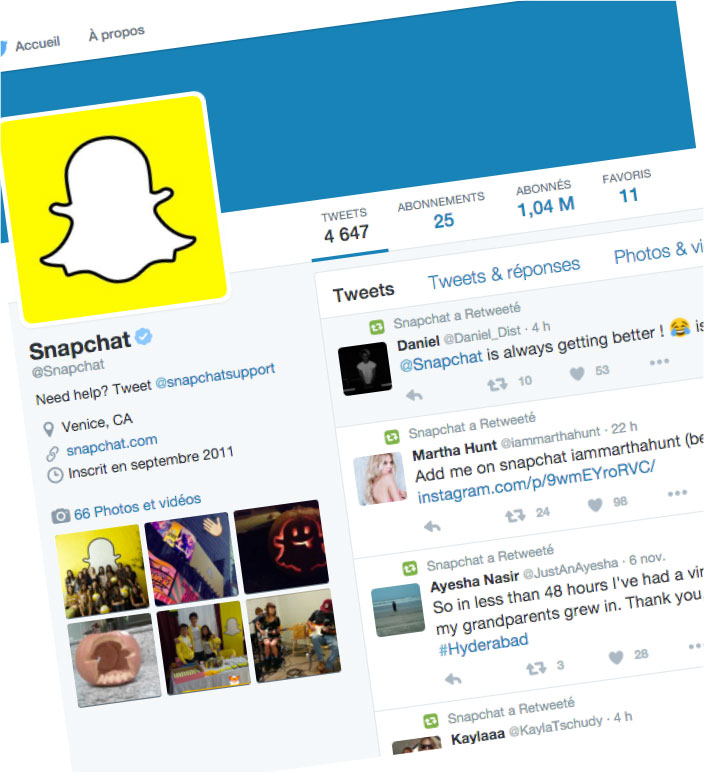 Accueil À propos
TWEETS
4 647
ABONNEMENTS
25
ABONNÉS
1,04 M
FAVORIS
11
Snapchat
@Snapchat
Need help? Tweet @snapchatsupport
Venice, CA
snapchat.com
Inscrit en septembre 2011
66 Photos et vidéos
Tweets Tweets & réponses Photos & vi
Snapchat a Retweeté
Daniel @Daniel_Dist · 4 h
@Snapchat is always getting better ! 😂 is
10 53
Snapchat a Retweeté
Martha Hunt @iammarthahunt · 22 h
Add me on snapchat iammarthahunt (be
instagram.com/p/9wmEYroRVC/
24 98
Snapchat a Retweeté
Ayesha Nasir @JustAnAyesha · 6 nov.
So in less than 48 hours I've had a vir
my grandparents grew in. Thank you
#Hyderabad
3 28
Snapchat a Retweeté
Kaylaaa @KaylaTschudy · 4 h